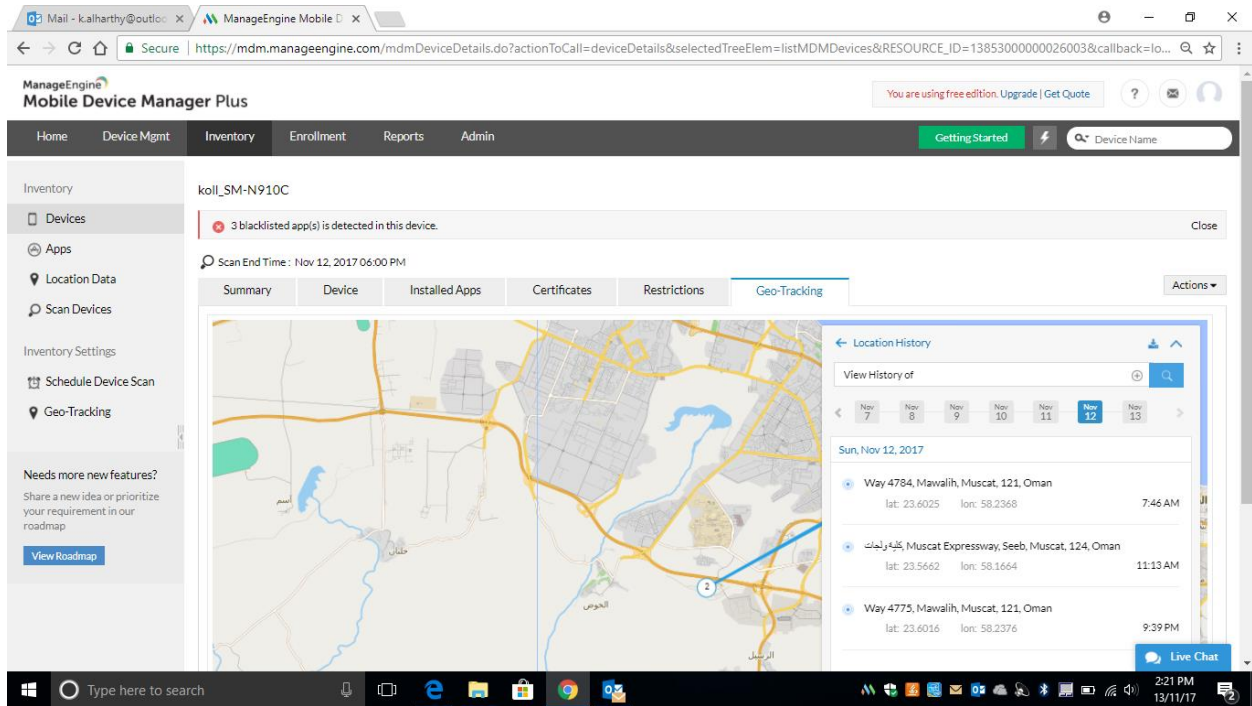 Mail - k.alharthy@outloc
ManageEngine Mobile D
Secure
https://mdm.manageengine.com/mdmDeviceDetails.do?actionToCall=deviceDetails&selectedTreeElem=listMDMDevices&RESOURCE_ID=13853000000026003&callback=lo...
ManageEngine
Mobile Device Manager Plus
You are using free edition. Upgrade | Get Quote
?
Home Device Mgmt Inventory Enrollment Reports Admin
Getting Started
Device Name
Inventory
Devices
Apps
Location Data
Scan Devices
Inventory Settings
Schedule Device Scan
Geo-Tracking
Needs more new features?
Share a new idea or prioritize
your requirement in our
roadmap
View Roadmap
koll_SM-N910C
3 blacklisted app(s) is detected in this device.
Close
Scan End Time : Nov 12, 2017 06:00 PM
Summary Device Installed Apps Certificates Restrictions Geo-Tracking
Actions
Location History
View History of
Nov 7 Nov 8 Nov 9 Nov 10 Nov 11 Nov 12 Nov 13
Sun, Nov 12, 2017
Way 4784, Mawalih, Muscat, 121, Oman
lat: 23.6025 lon: 58.2368 7:46 AM
Muscat Expressway, Seeb, Muscat, 124, Oman
lat: 23.5662 lon: 58.1664 11:13 AM
Way 4775, Mawalih, Muscat, 121, Oman
lat: 23.6016 lon: 58.2376 9:39 PM
حلبان
2
الخوض
الرسيل
Live Chat
Type here to search
2:21 PM
13/11/17
2